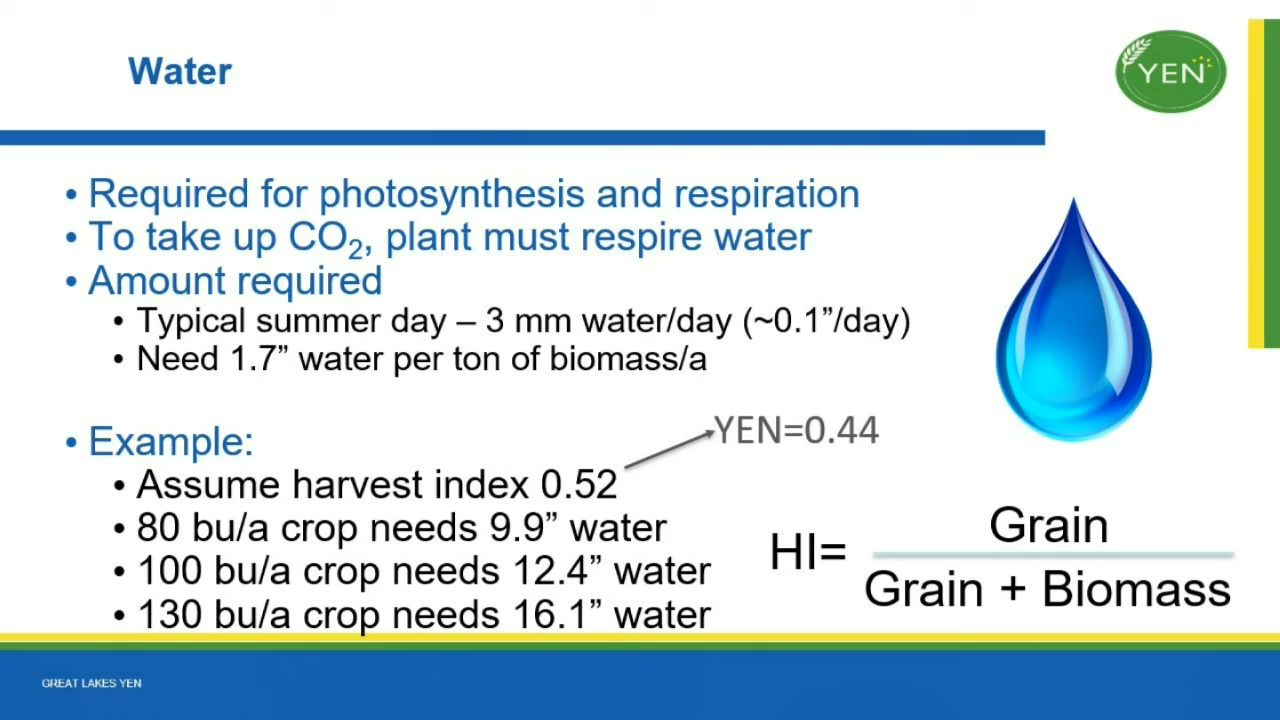 Water
YEN
• Required for photosynthesis and respiration
• To take up CO₂, plant must respire water
• Amount required
• Typical summer day – 3 mm water/day (~0.1”/day)
• Need 1.7” water per ton of biomass/a
• Example:
YEN=0.44
• Assume harvest index 0.52
• 80 bu/a crop needs 9.9” water
• 100 bu/a crop needs 12.4” water
• 130 bu/a crop needs 16.1” water
HI=
Grain
Grain + Biomass
GREAT LAKES YEN